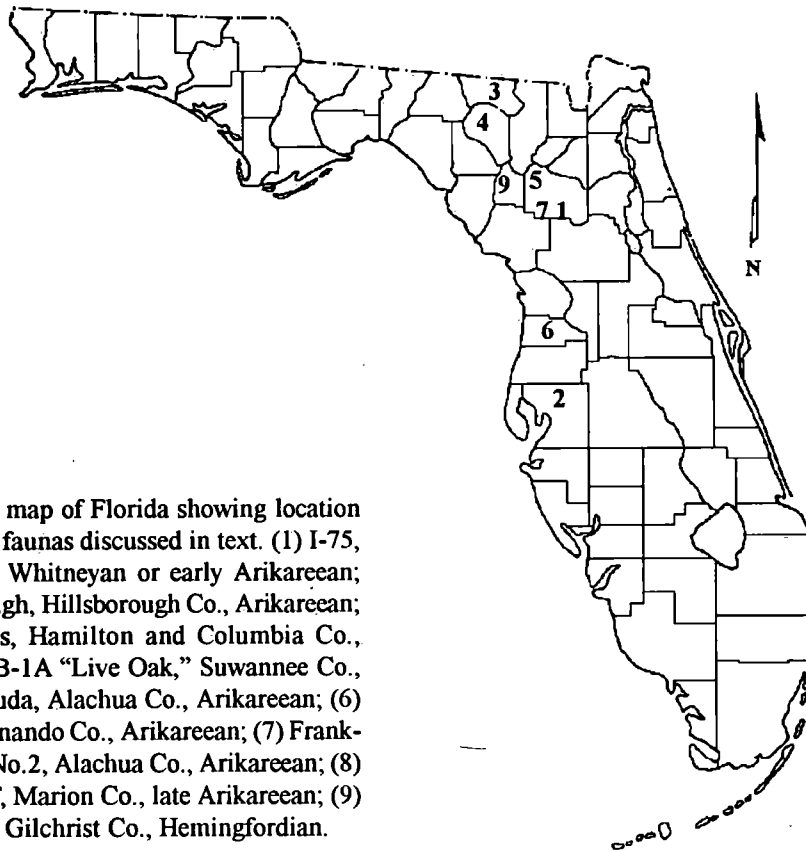 3
4
9 5
7 1
N
6
2
map of Florida showing location
faunas discussed in text. (1) I-75,
Whitneyan or early Arikareean;
gh, Hillsborough Co., Arikareean;
s, Hamilton and Columbia Co.,
B-1A “Live Oak,” Suwannee Co.,
uda, Alachua Co., Arikareean; (6)
nando Co., Arikareean; (7) Frank-
No.2, Alachua Co., Arikareean; (8)
, Marion Co., late Arikareean; (9)
Gilchrist Co., Hemingfordian.